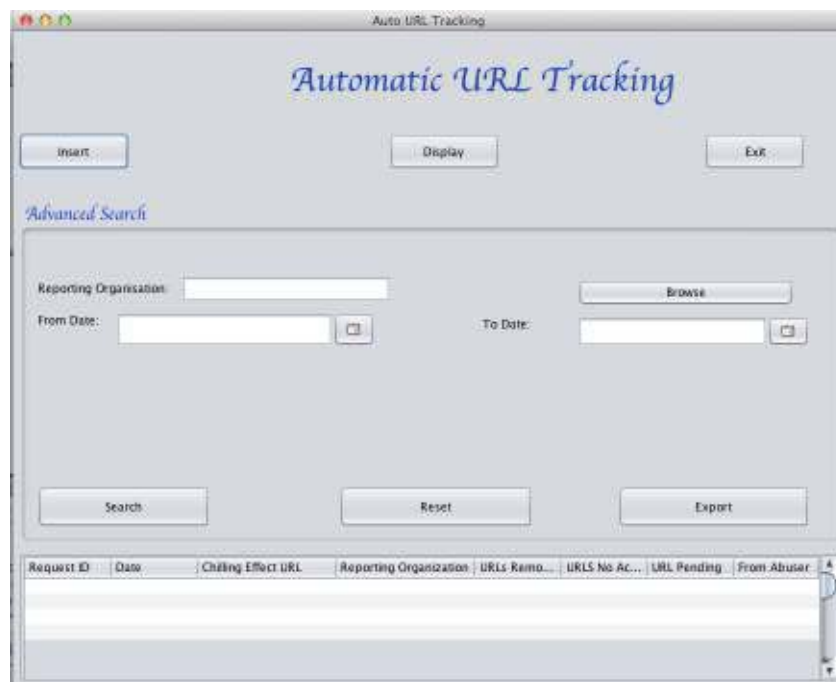 Auto URL Tracking
Automatic URL Tracking
Insert Display Exit
Advanced Search
Reporting Organisation: Browse
From Date: To Date:
Search Reset Export
Request ID Date Chilling Effect URL Reporting Organization URLs Remo... URLS No Ac... URL Pending From Abuser